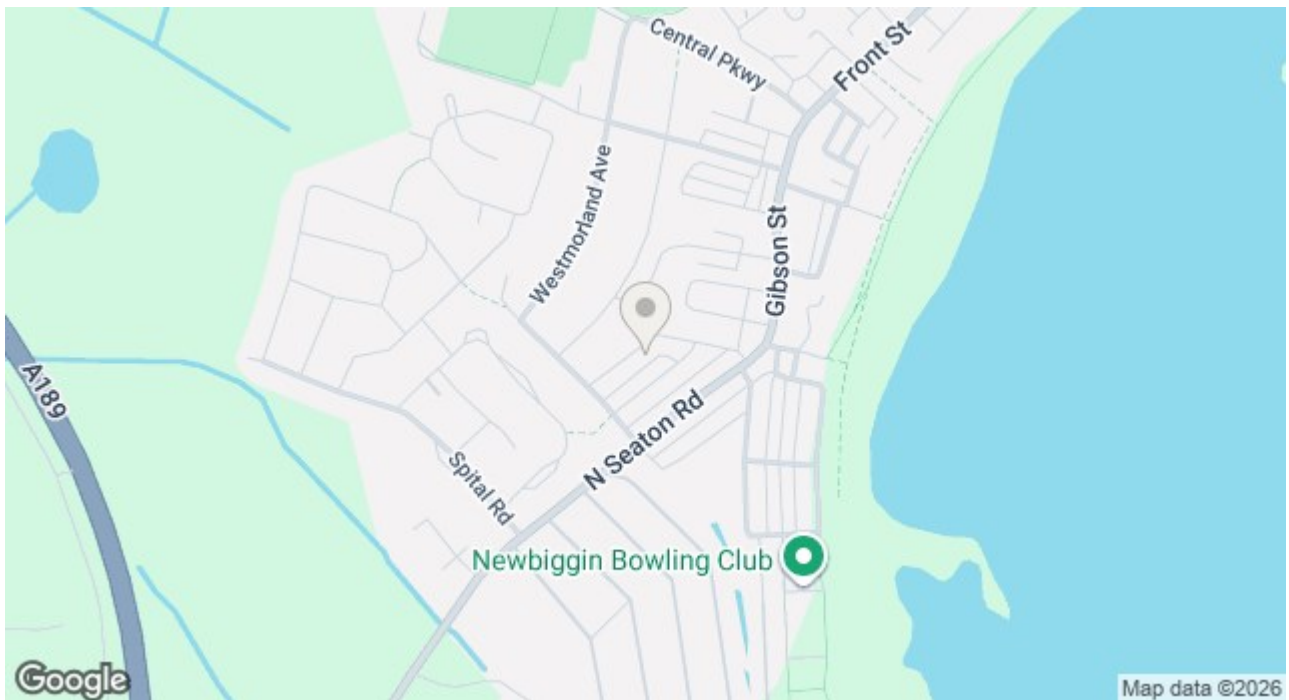 Central Pkwy
Front St
Westmorland Ave
Gibson St
A189
N Seaton Rd
Spital Rd
Newbiggin Bowling Club
Google
Map data ©2026